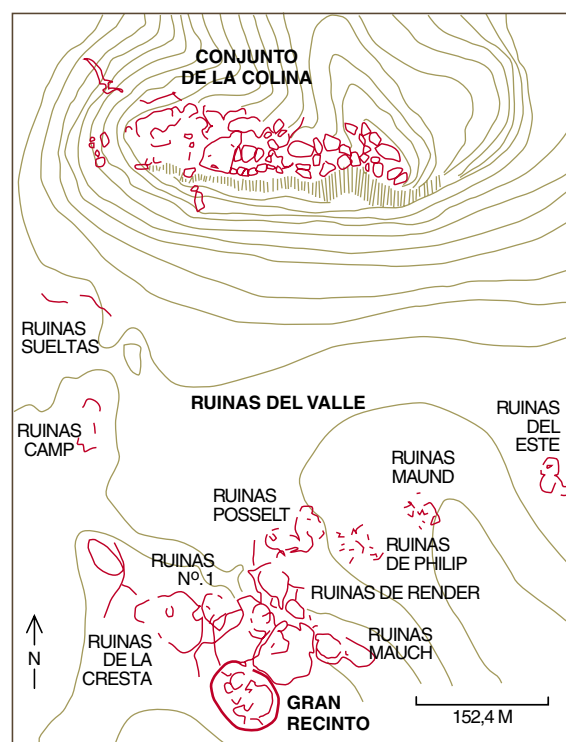 CONJUNTO
DE LA COLINA
RUINAS
SUELTAS
RUINAS DEL VALLE
RUINAS
CAMP
RUINAS
DEL
ESTE
RUINAS
MAUND
RUINAS
POSSELT
RUINAS
DE PHILIP
RUINAS
Nº. 1
RUINAS DE RENDER
RUINAS
DE LA
CRESTA
RUINAS
MAUCH
N
GRAN
RECINTO
152,4 M